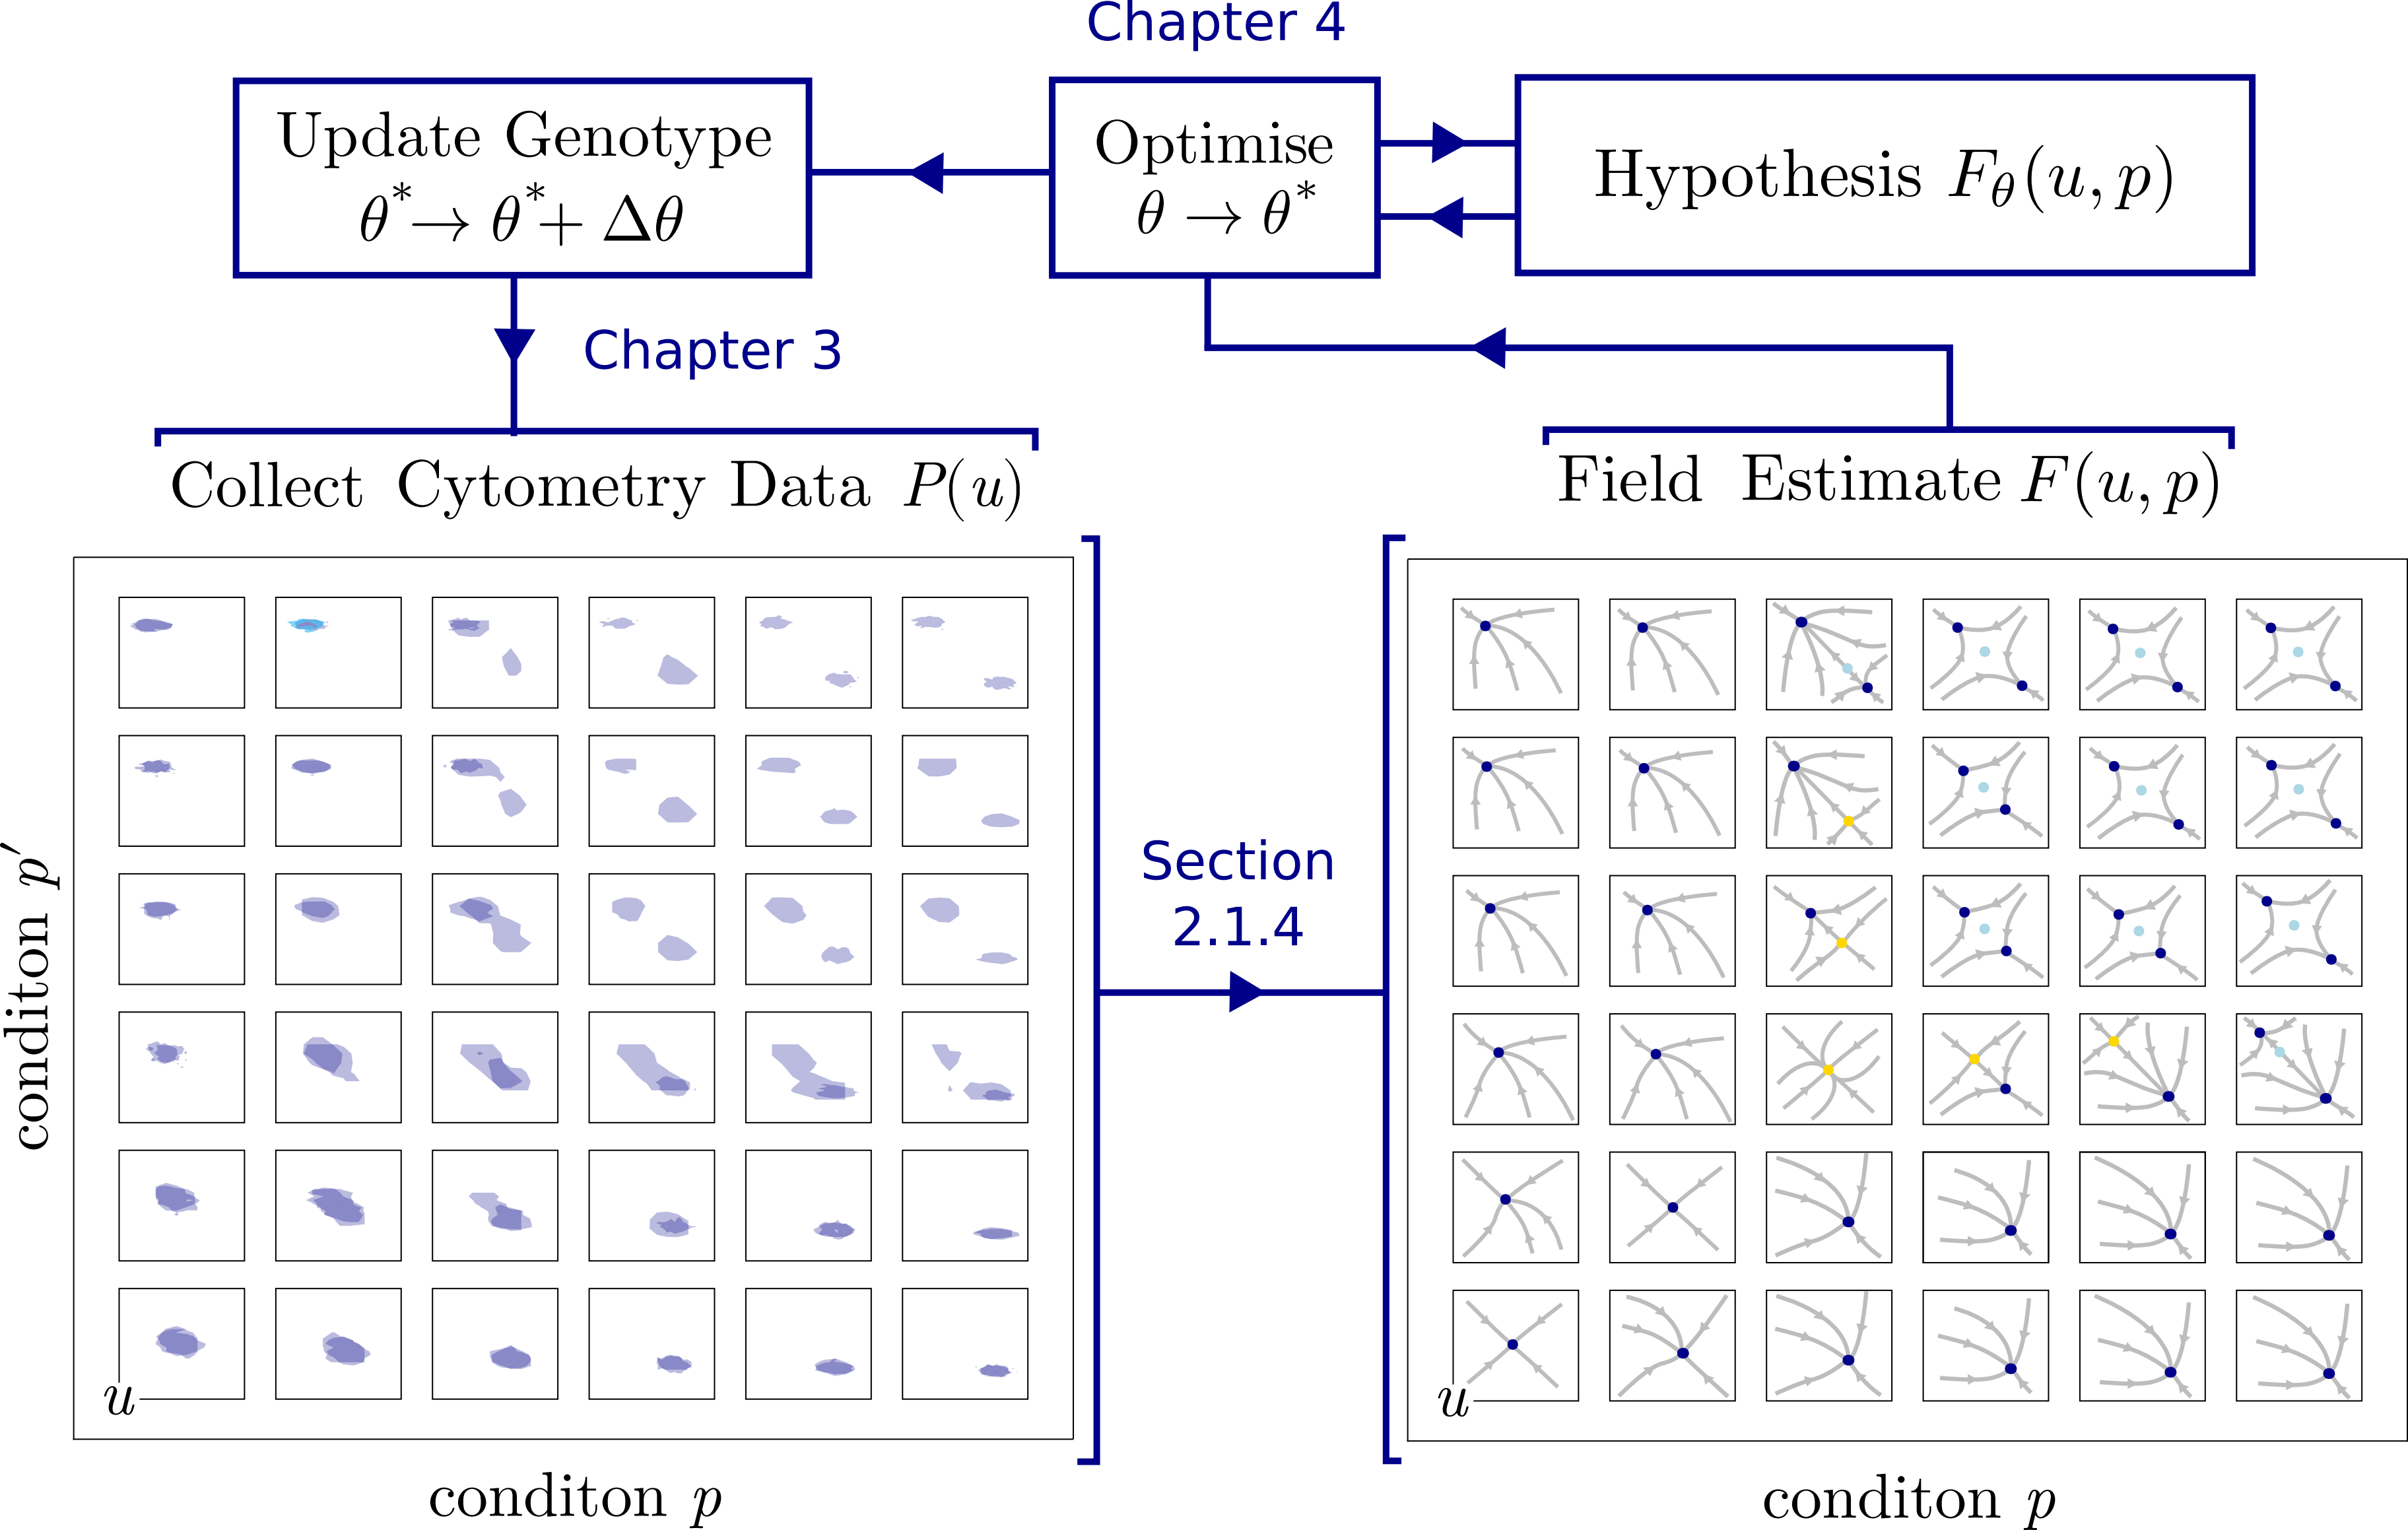 Chapter 4
Update Genotype
θ* → θ* + Δθ
Optimise
θ → θ*
Hypothesis F_θ(u, p)
Chapter 3
Collect Cytometry Data P(u)
Field Estimate F(u, p)
Section
2.1.4
conditon p′
u
u
conditon p
conditon p